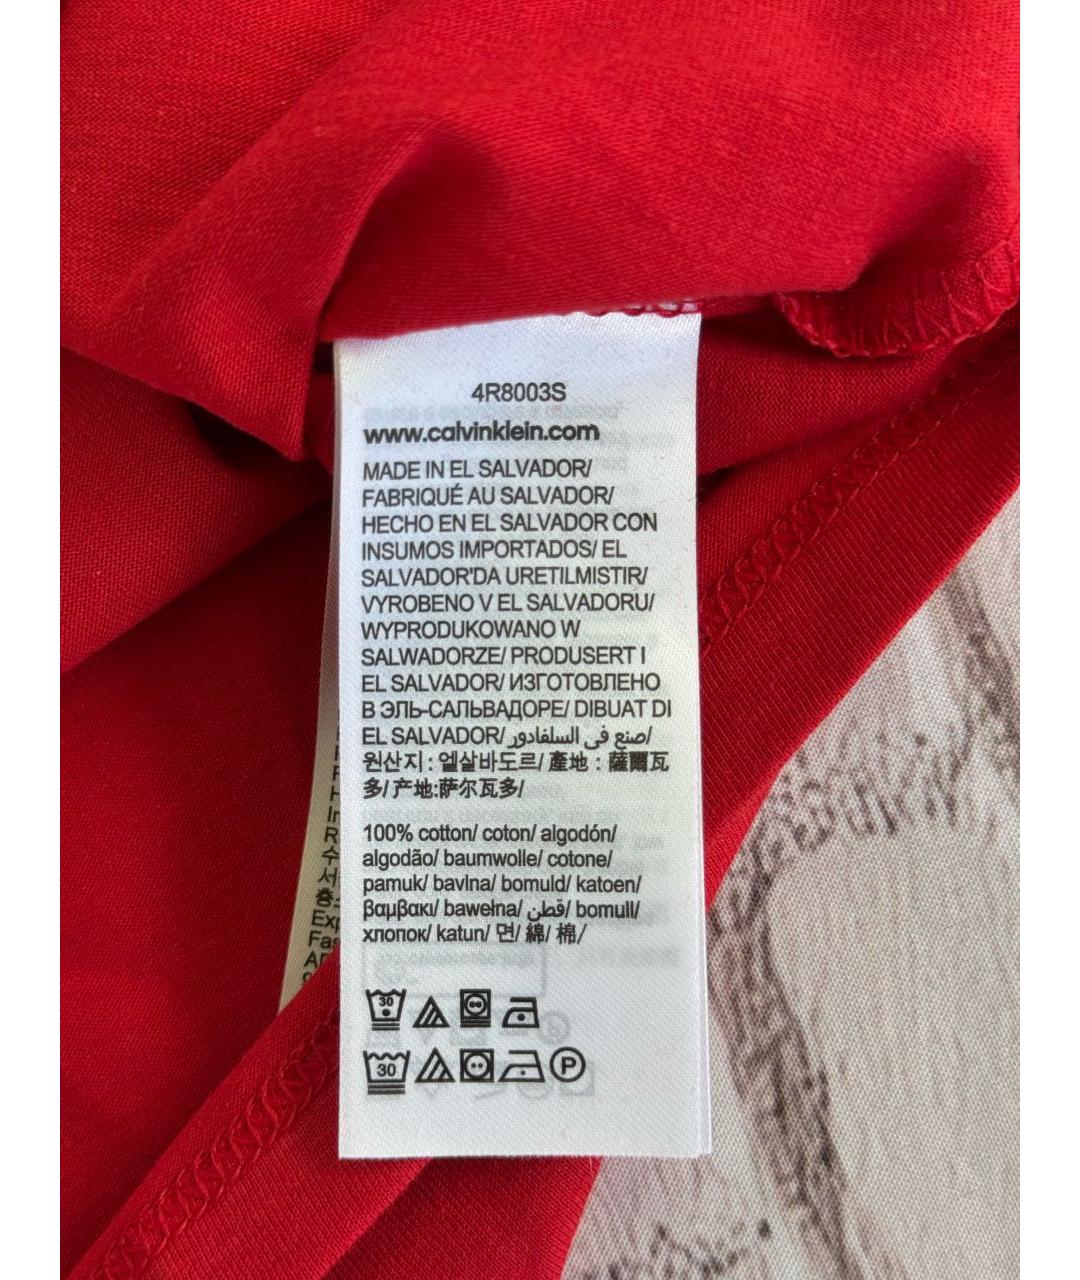 4R8003S
www.calvinklein.com
MADE IN EL SALVADOR/
FABRIQUÉ AU SALVADOR/
HECHO EN EL SALVADOR CON
INSUMOS IMPORTADOS/ EL
SALVADOR'DA URETILMISTIR/
VYROBENO V EL SALVADORU/
WYPRODUKOWANO W
SALWADORZE/ PRODUSERT I
EL SALVADOR/ ИЗГОТОВЛЕНО
В ЭЛЬ-САЛЬВАДОРЕ/ DIBUAT DI
EL SALVADOR/ صنع في السلفادور/
원산지 : 엘살바도르/ 產地 : 薩爾瓦
多/ 产地:萨尔瓦多/
100% cotton/ coton/ algodón/
algodão/ baumwolle/ cotone/
pamuk/ bavlna/ bomuld/ katoen/
βαμβακι/ bawełna/ قطن/ bomull/
хлопок/ katun/ 면/ 綿/ 棉/
30
30 P